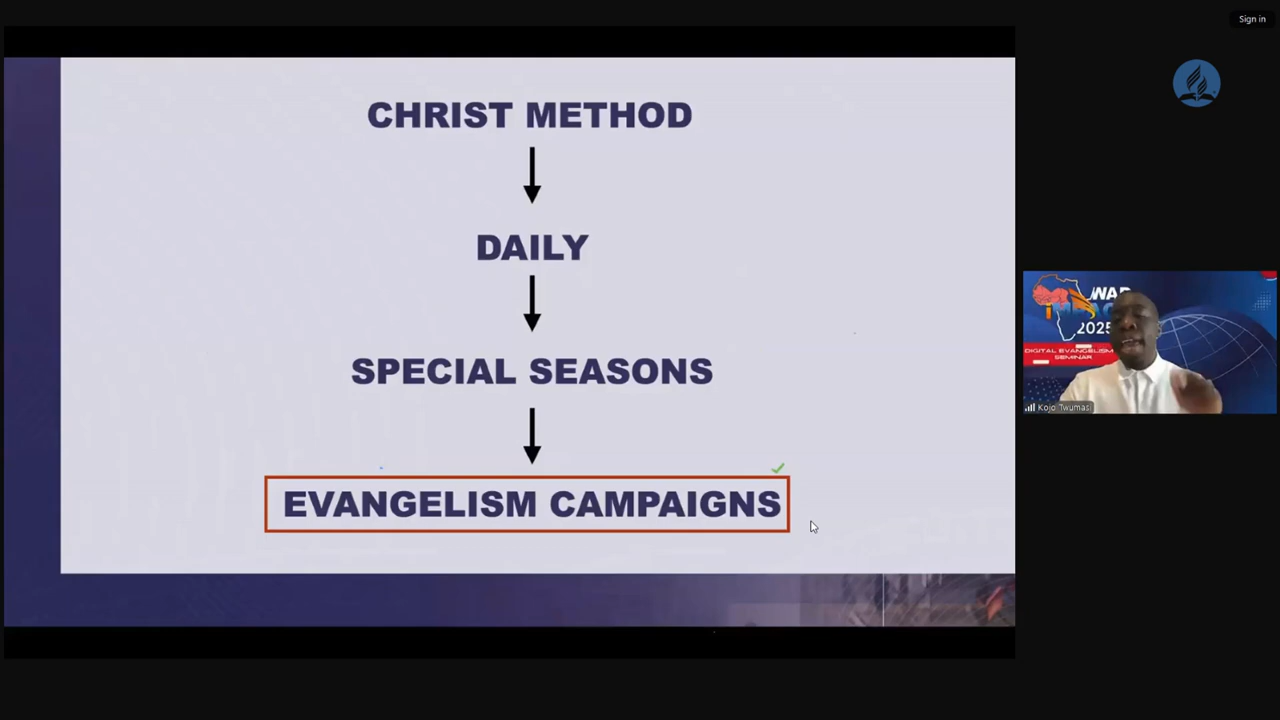 Sign in
CHRIST METHOD
DAILY
SPECIAL SEASONS
EVANGELISM CAMPAIGNS
2025
DIGITAL EVANGELISM
SEMINAR
Kojo Twumasi